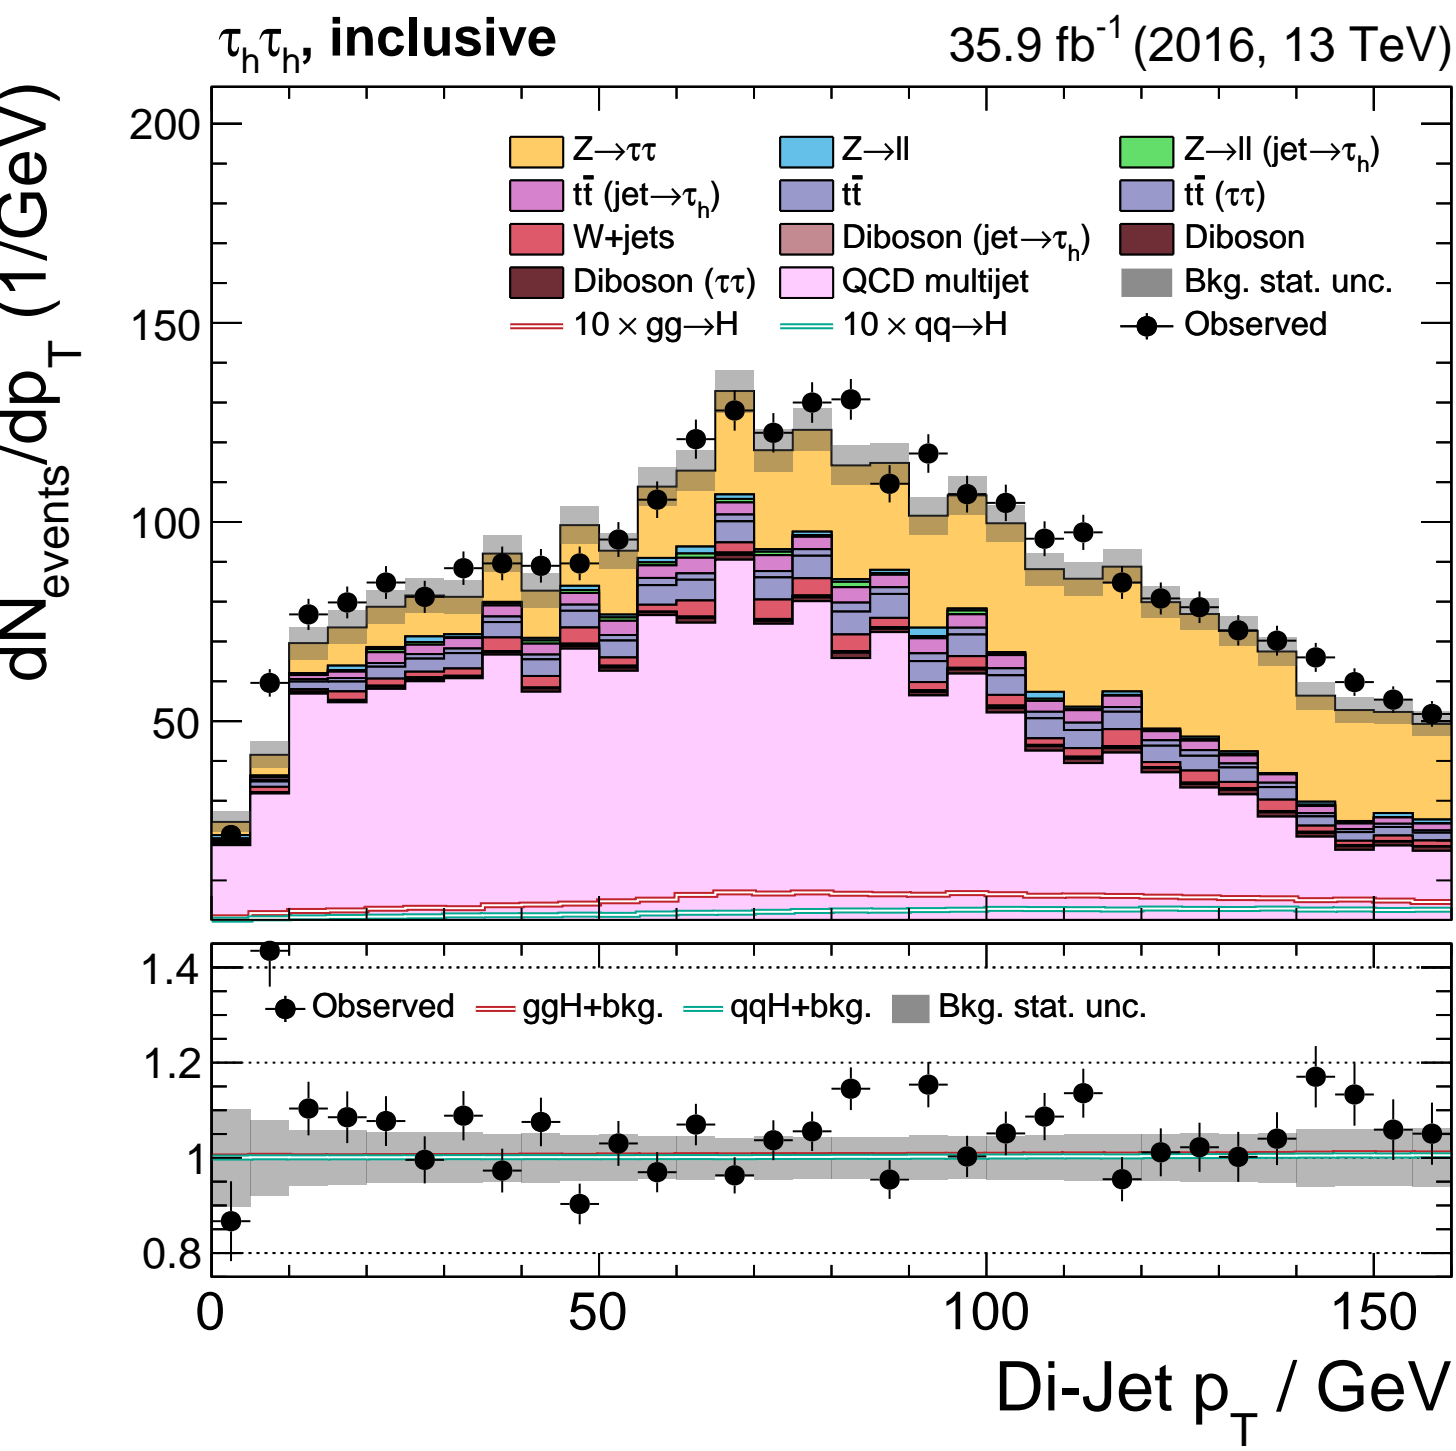 τhτh, inclusive 35.9 fb-1 (2016, 13 TeV)
dNevents/dpT (1/GeV)
200
150
100
50
Z→ττ Z→ll Z→ll (jet→τh)
tt̄ (jet→τh) tt̄ tt̄ (ττ)
W+jets Diboson (jet→τh) Diboson
Diboson (ττ) QCD multijet Bkg. stat. unc.
10 × gg→H 10 × qq→H Observed
1.4
1.2
1
0.8
Observed ggH+bkg. qqH+bkg. Bkg. stat. unc.
0 50 100 150
Di-Jet pT / GeV